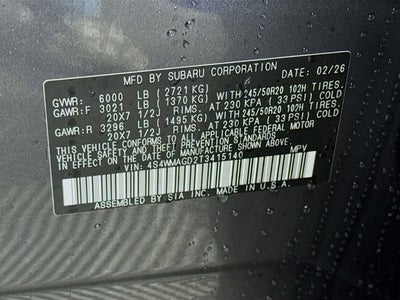 MFD. BY SUBARU CORPORATION DATE: 02/26
GVWR: 6000 LB (2721 KG)
GAWR:F 3021 LB (1370 KG) WITH 245/50R20 102H TIRES.
20X7 1/2J RIMS.AT 230 KPA (33 PSI) COLD
GAWR:R 3296 LB (1495 KG) WITH 245/50R20 102H TIRES.
20X7 1/2J RIMS.AT 230 KPA (33 PSI) COLD
THIS VEHICLE CONFORMS TO ALL APPLICABLE FEDERAL MOTOR
VEHICLE SAFETY STANDARDS
IN EFFECT ON THE DATE OF MANUFACTURE SHOWN ABOVE.
VIN: 4S4WMAGD2T3415140 MPV
ASSEMBLED BY SIA INC. MADE IN U.S.A.